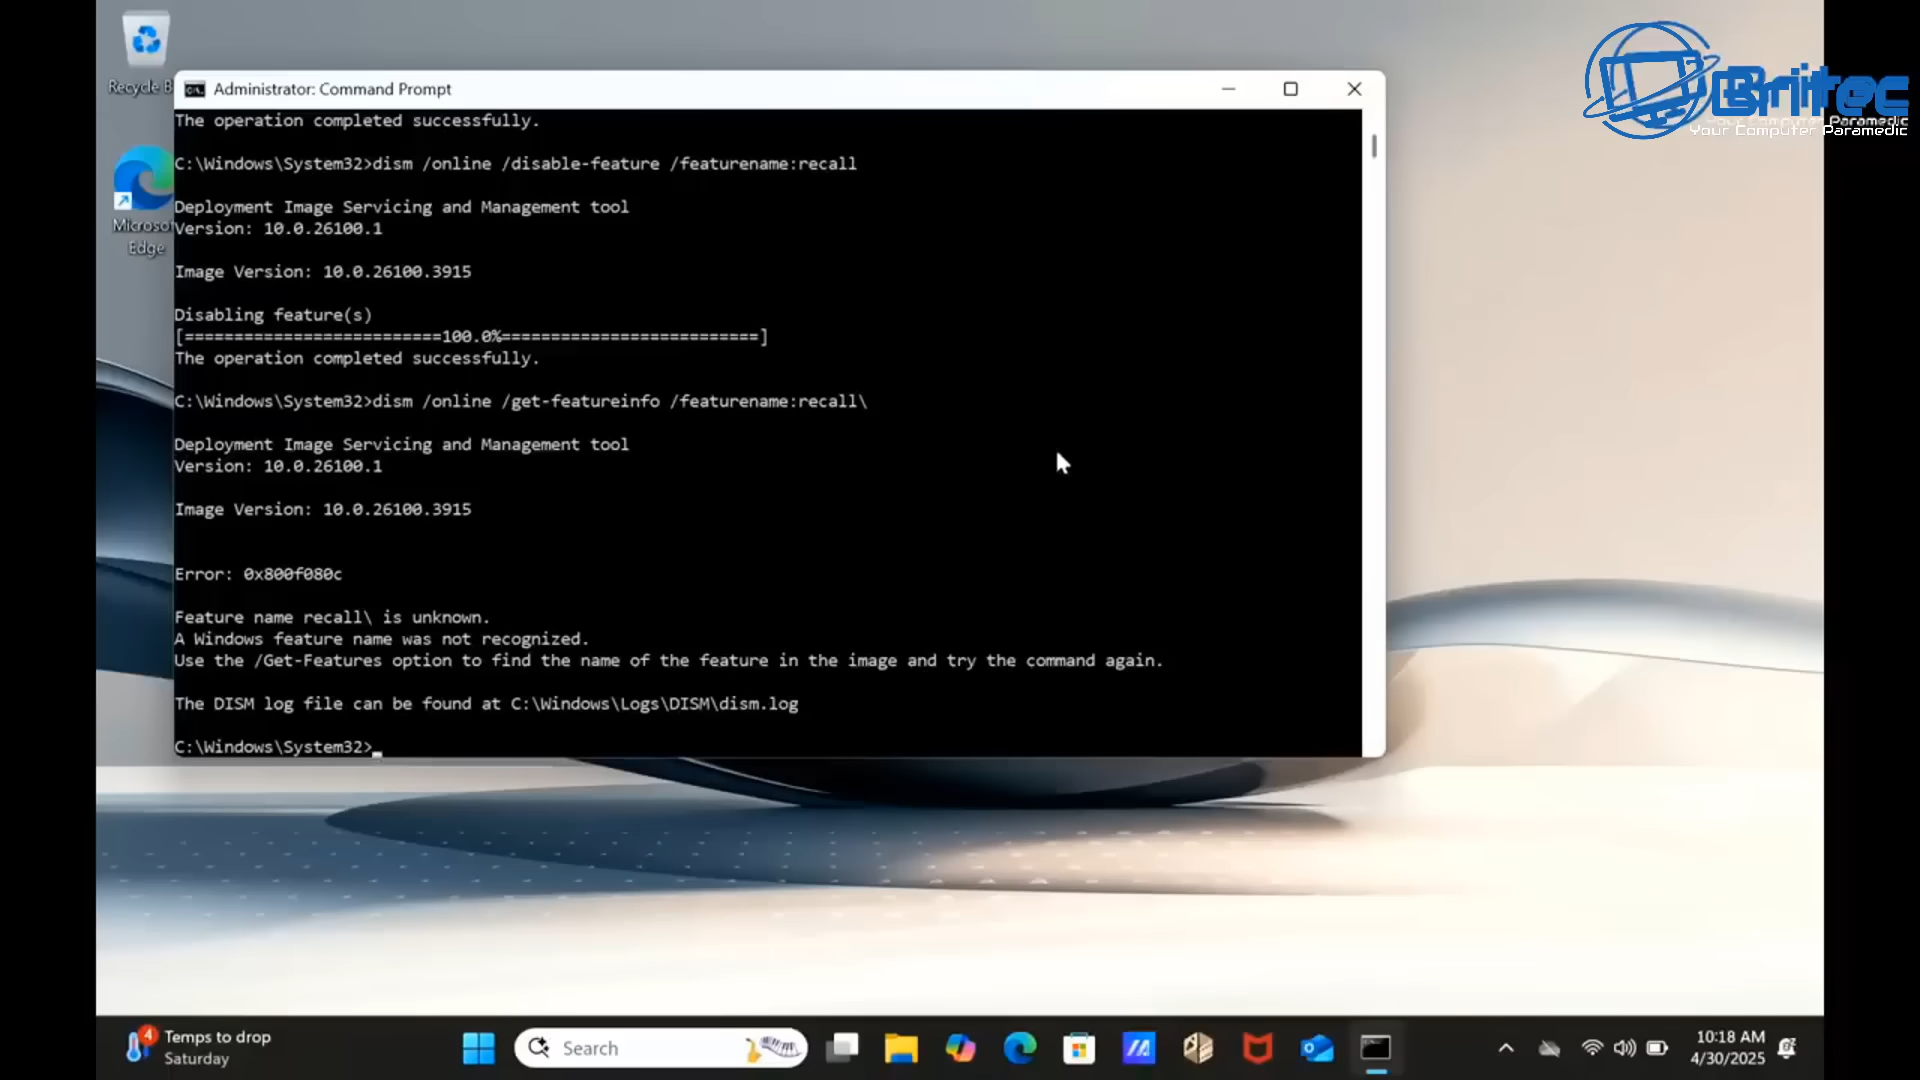 Recycle B
Britec
Your Computer Paramedic
Administrator: Command Prompt
The operation completed successfully.
C:\Windows\System32>dism /online /disable-feature /featurename:recall
Deployment Image Servicing and Management tool
Version: 10.0.26100.1
Microso
Edge
Image Version: 10.0.26100.3915
Disabling feature(s)
[==========================100.0%==========================]
The operation completed successfully.
C:\Windows\System32>dism /online /get-featureinfo /featurename:recall\
Deployment Image Servicing and Management tool
Version: 10.0.26100.1
Image Version: 10.0.26100.3915
Error: 0x800f080c
Feature name recall\ is unknown.
A Windows feature name was not recognized.
Use the /Get-Features option to find the name of the feature in the image and try the command again.
The DISM log file can be found at C:\Windows\Logs\DISM\dism.log
C:\Windows\System32>
4
Temps to drop
Saturday
Search
10:18 AM
4/30/2025